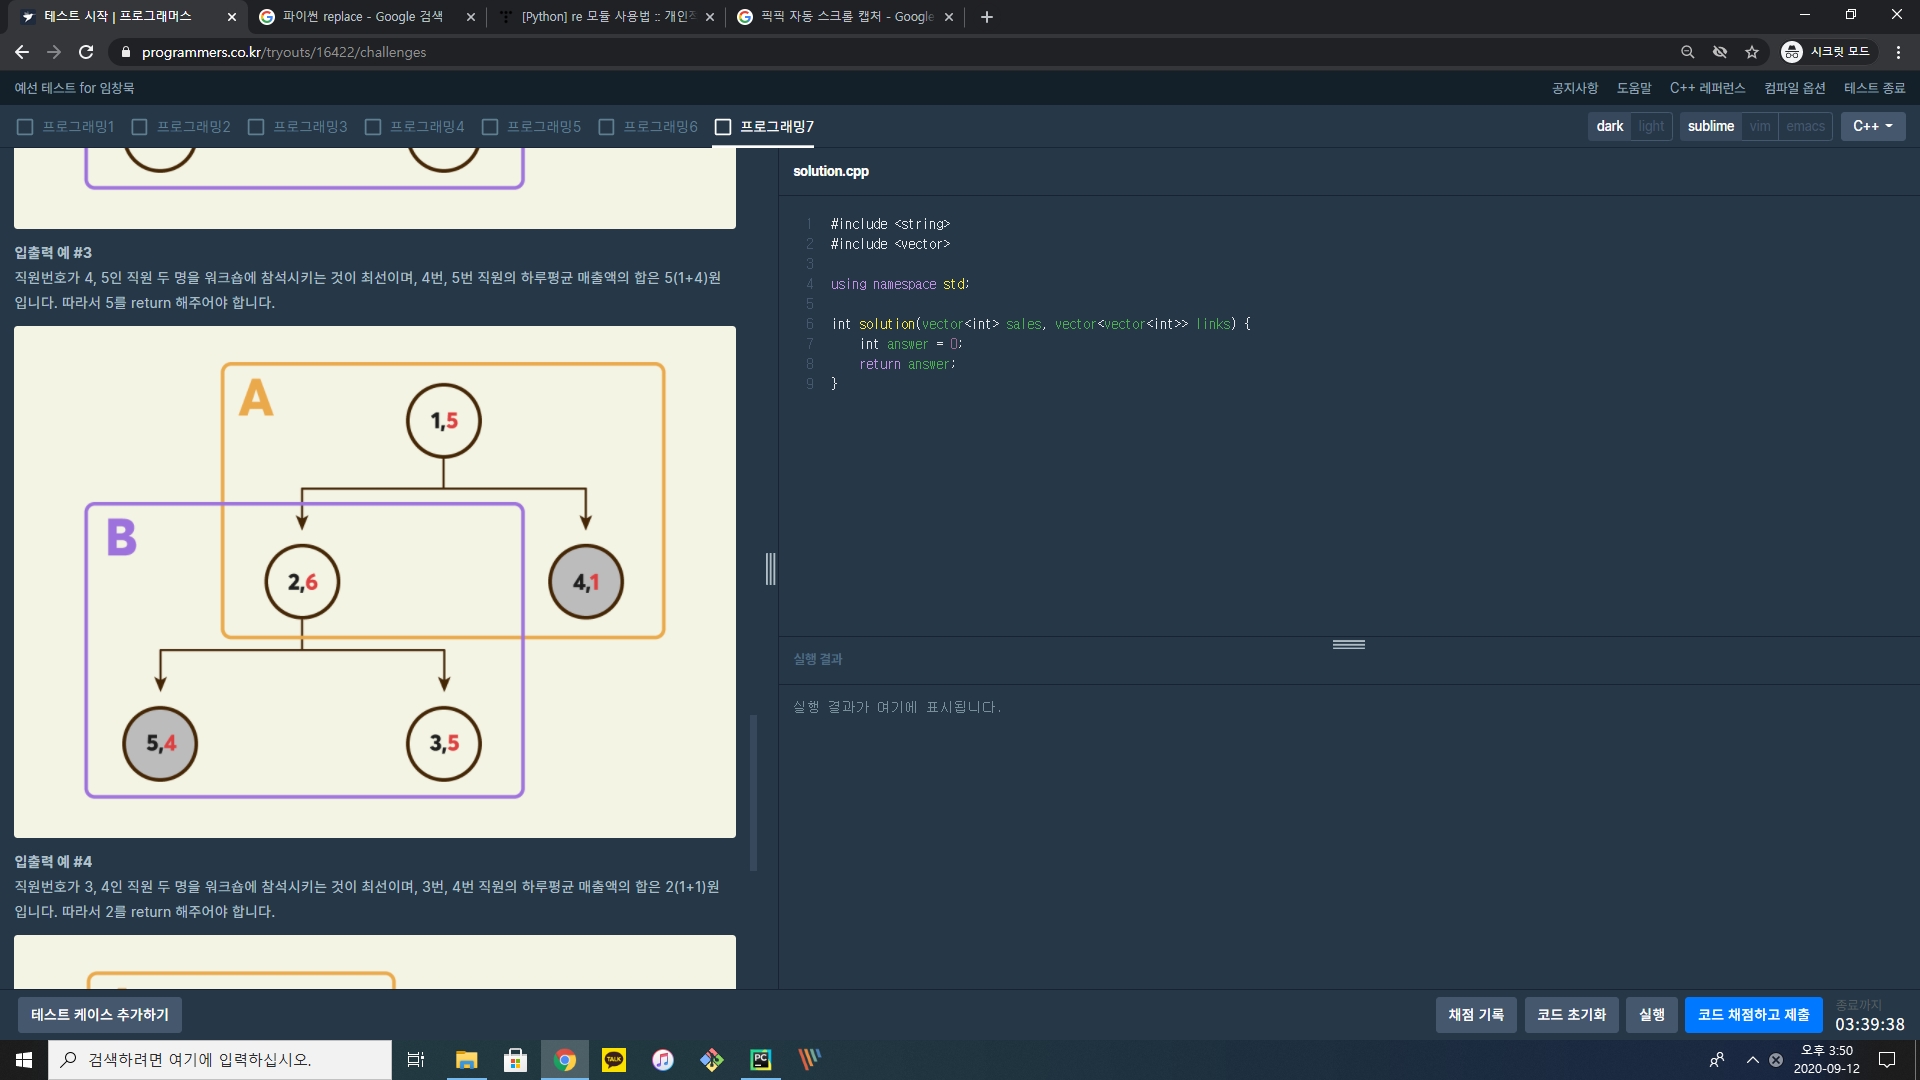 테스트 시작 | 프로그래머스
파이썬 replace - Google 검색
[Python] re 모듈 사용법 :: 개인적
픽픽 자동 스크롤 캡처 - Google
programmers.co.kr/tryouts/16422/challenges
시크릿 모드
예선 테스트 for 임창묵
공지사항 도움말 C++ 레퍼런스 컴파일 옵션 테스트 종료
프로그래밍1 프로그래밍2 프로그래밍3 프로그래밍4 프로그래밍5 프로그래밍6 프로그래밍7
dark light sublime vim emacs C++
입출력 예 #3
직원번호가 4, 5인 직원 두 명을 워크숍에 참석시키는 것이 최선이며, 4번, 5번 직원의 하루평균 매출액의 합은 5(1+4)원
입니다. 따라서 5를 return 해주어야 합니다.
A
1,5
B
2,6
4,1
5,4
3,5
입출력 예 #4
직원번호가 3, 4인 직원 두 명을 워크숍에 참석시키는 것이 최선이며, 3번, 4번 직원의 하루평균 매출액의 합은 2(1+1)원
입니다. 따라서 2를 return 해주어야 합니다.
solution.cpp
1 #include <string>
2 #include <vector>
3
4 using namespace std;
5
6 int solution(vector<int> sales, vector<vector<int>> links) {
7 int answer = 0;
8 return answer;
9 }
실행 결과
실행 결과가 여기에 표시됩니다.
테스트 케이스 추가하기
채점 기록
코드 초기화
실행
코드 채점하고 제출
종료까지
03:39:38
검색하려면 여기에 입력하십시오.
TALK
PC
오후 3:50
2020-09-12